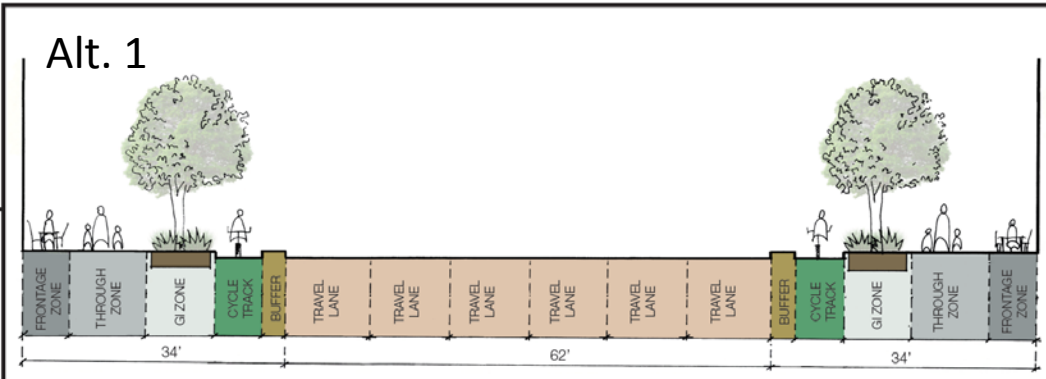 Alt. 1
FRONTAGE
ZONE
THROUGH
ZONE
GI ZONE
CYCLE
TRACK
BUFFER
TRAVEL
LANE
TRAVEL
LANE
TRAVEL
LANE
TRAVEL
LANE
TRAVEL
LANE
TRAVEL
LANE
BUFFER
CYCLE
TRACK
GI ZONE
THROUGH
ZONE
FRONTAGE
ZONE
34'
62'
34'